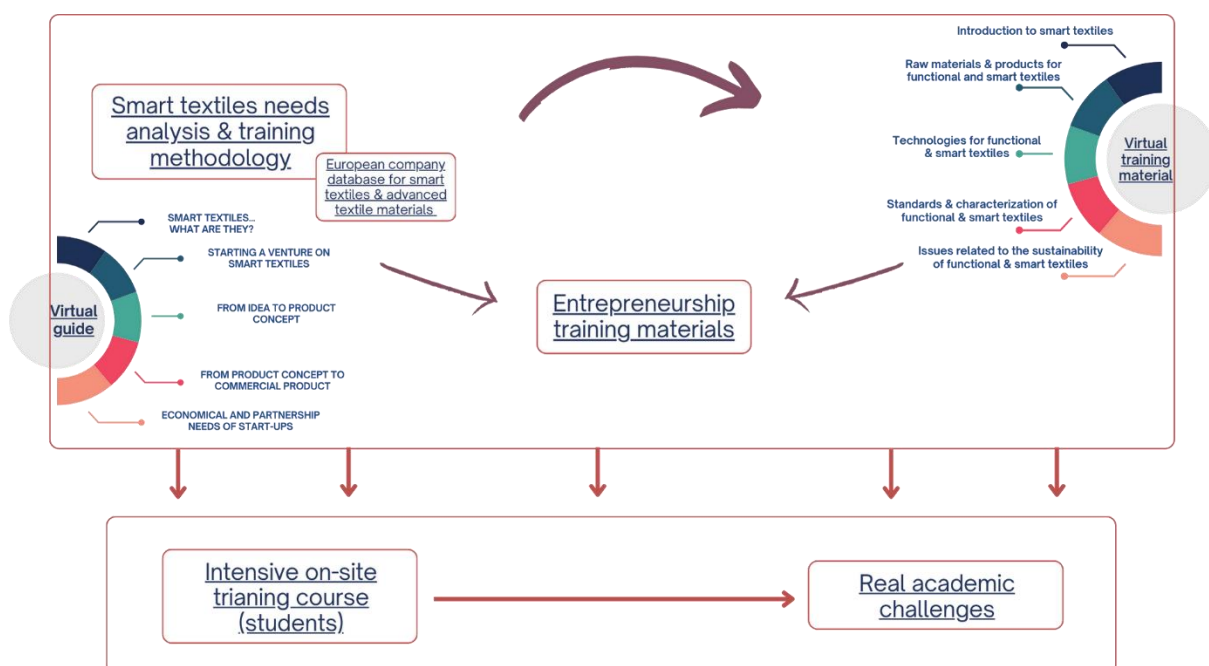 Smart textiles needs
analysis & training
methodology
European company
database for smart
textiles & advanced
textile materials
Virtual
guide
SMART TEXTILES...
WHAT ARE THEY?
STARTING A VENTURE ON
SMART TEXTILES
FROM IDEA TO PRODUCT
CONCEPT
FROM PRODUCT CONCEPT TO
COMMERCIAL PRODUCT
ECONOMICAL AND PARTNERSHIP
NEEDS OF START-UPS
Introduction to smart textiles
Raw materials & products for
functional and smart textiles
Technologies for functional
& smart textiles
Standards & characterization of
functional & smart textiles
Issues related to the sustainability
of functional & smart textiles
Virtual
training
material
Entrepreneurship
training materials
Intensive on-site
trianing course
(students)
Real academic
challenges